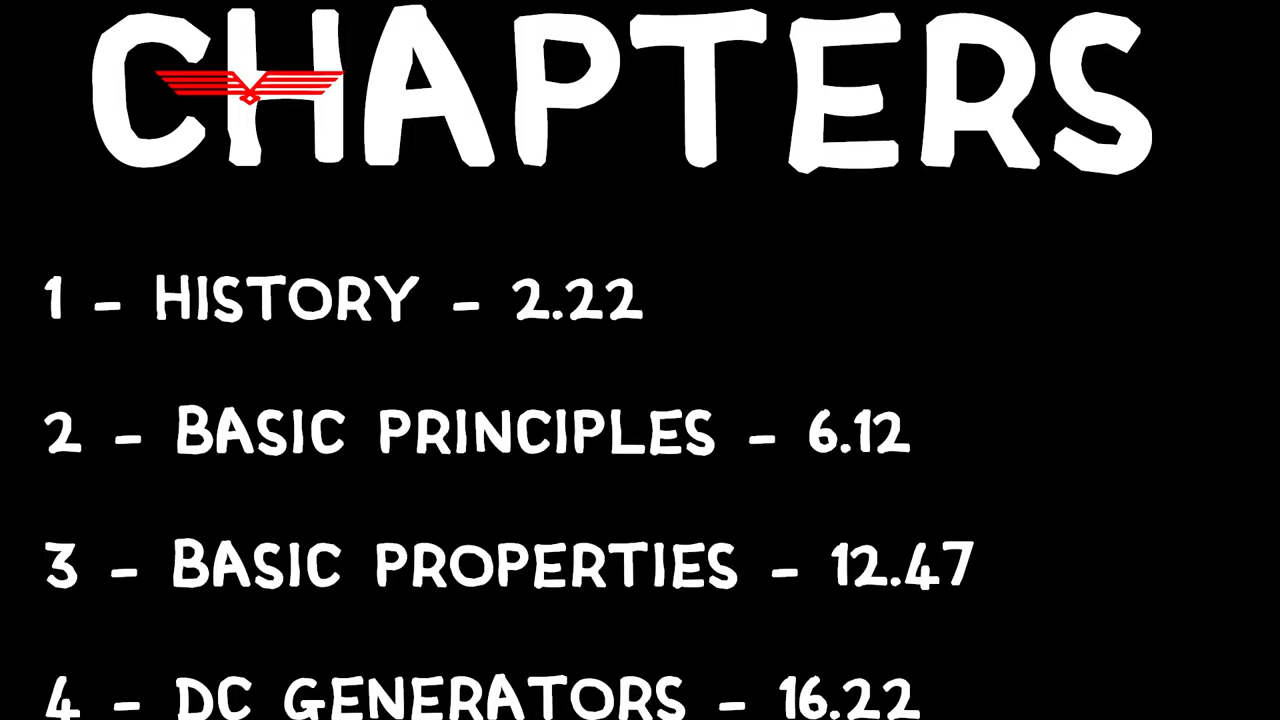 CHAPTERS
1 - HISTORY - 2.22
2 - BASIC PRINCIPLES - 6.12
3 - BASIC PROPERTIES - 12.47
4 - DC GENERATORS - 16.22